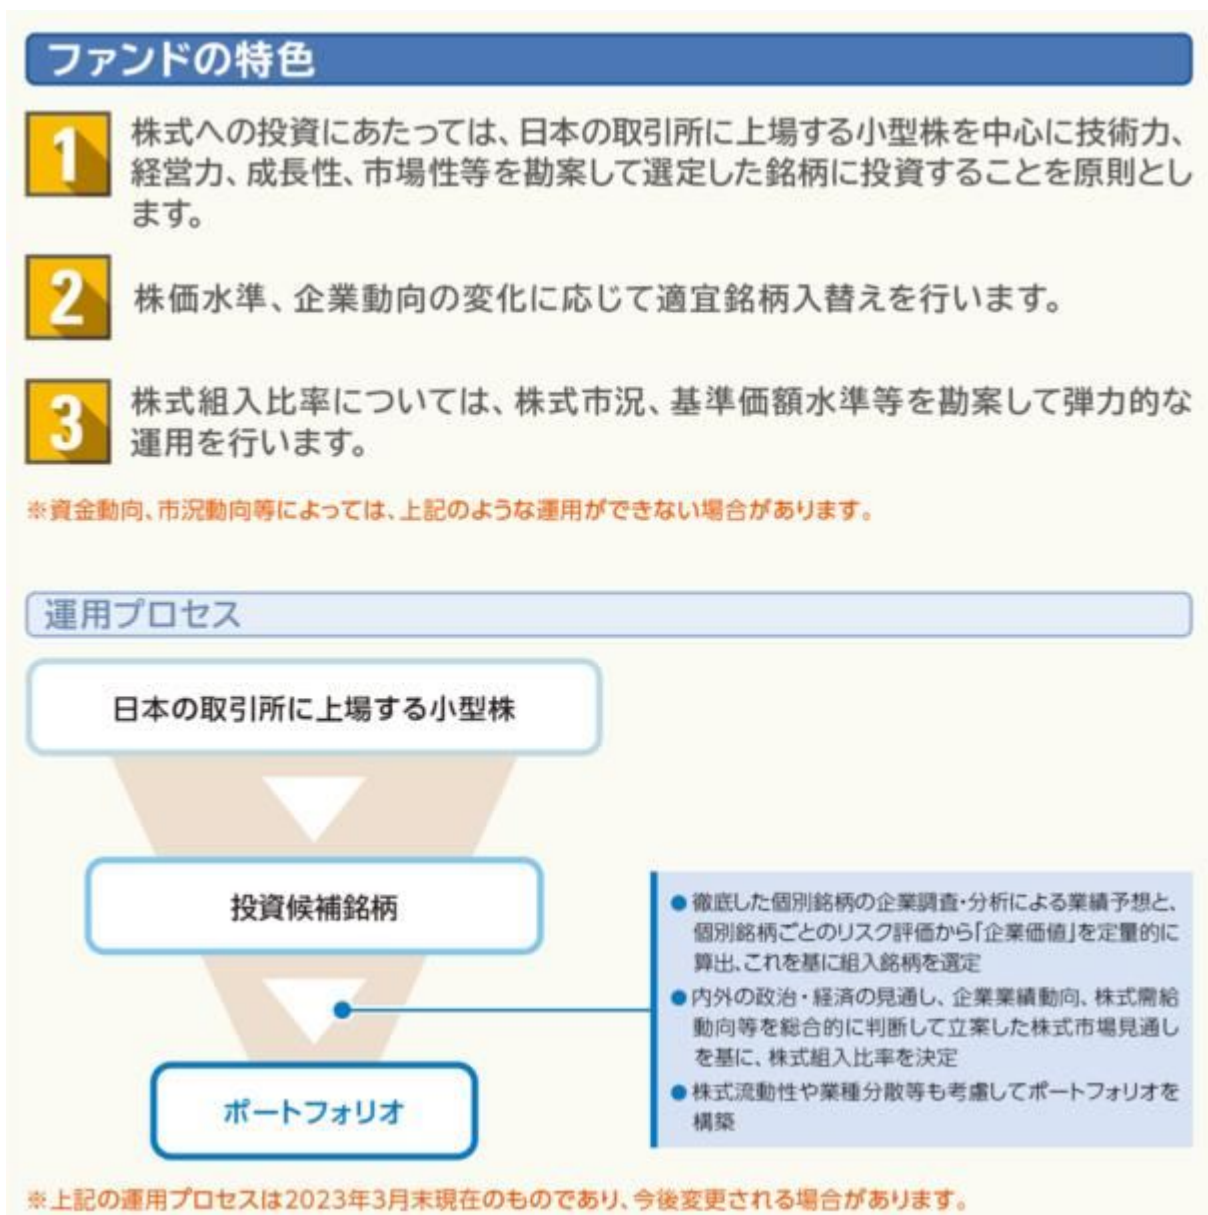 ファンドの特色
1
株式への投資にあたっては、日本の取引所に上場する小型株を中心に技術力、
経営力、成長性、市場性等を勘案して選定した銘柄に投資することを原則とし
ます。
2
株価水準、企業動向の変化に応じて適宜銘柄入替えを行います。
3
株式組入比率については、株式市況、基準価額水準等を勘案して弾力的な
運用を行います。
※資金動向、市況動向等によっては、上記のような運用ができない場合があります。
運用プロセス
日本の取引所に上場する小型株
投資候補銘柄
●徹底した個別銘柄の企業調査・分析による業績予想と、
個別銘柄ごとのリスク評価から「企業価値」を定量的に
算出、これを基に組入銘柄を選定
●内外の政治・経済の見通し、企業業績動向、株式需給
動向等を総合的に判断して立案した株式市場見通し
を基に、株式組入比率を決定
●株式流動性や業種分散等も考慮してポートフォリオを
構築
ポートフォリオ
※上記の運用プロセスは2023年3月末現在のものであり、今後変更される場合があります。